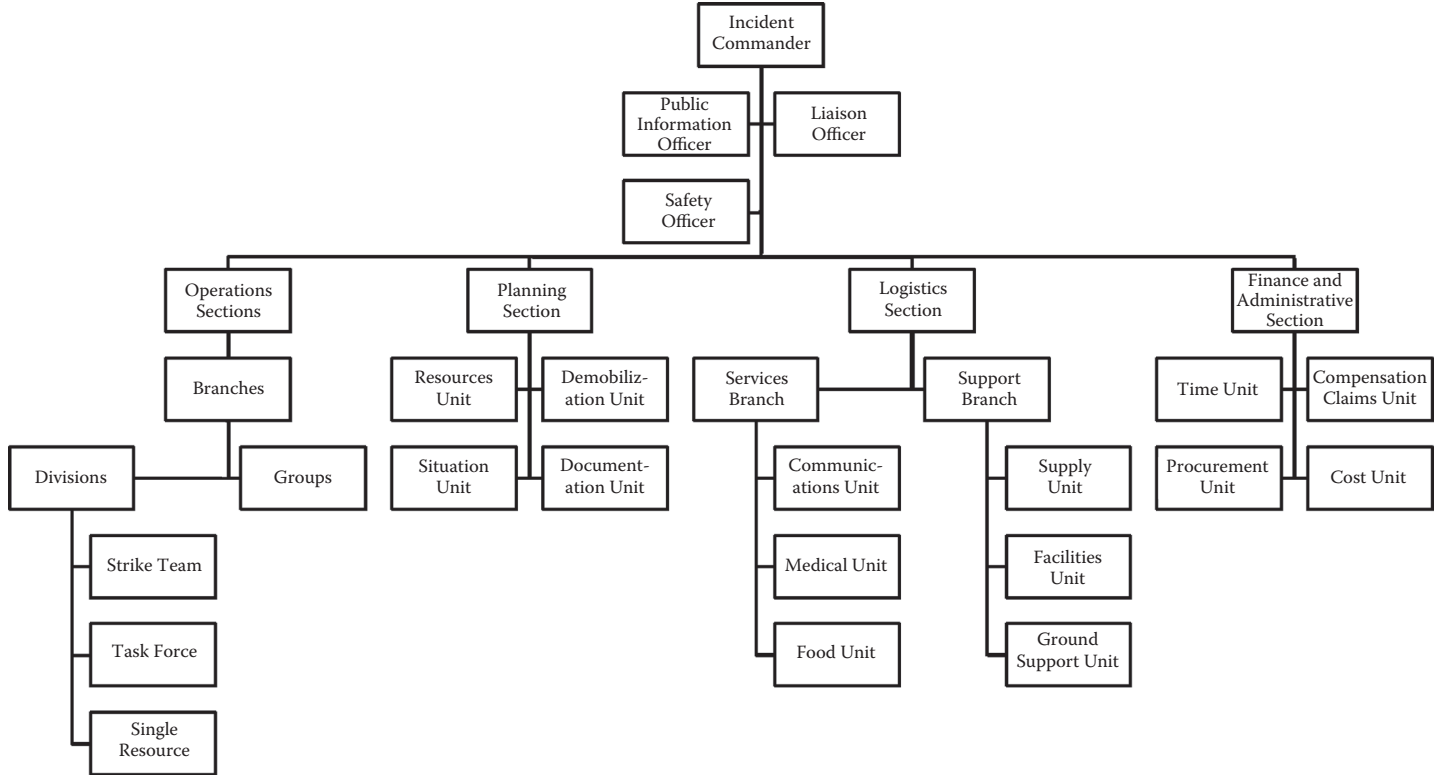 Incident
Commander
Public
Information
Officer
Liaison
Officer
Safety
Officer
Operations
Sections
Planning
Section
Logistics
Section
Finance and
Administrative
Section
Branches
Resources
Unit
Demobiliz-
ation Unit
Services
Branch
Support
Branch
Time Unit
Compensation
Claims Unit
Divisions
Groups
Situation
Unit
Document-
ation Unit
Communic-
ations Unit
Supply
Unit
Procurement
Unit
Cost Unit
Strike Team
Medical Unit
Facilities
Unit
Task Force
Food Unit
Ground
Support Unit
Single
Resource